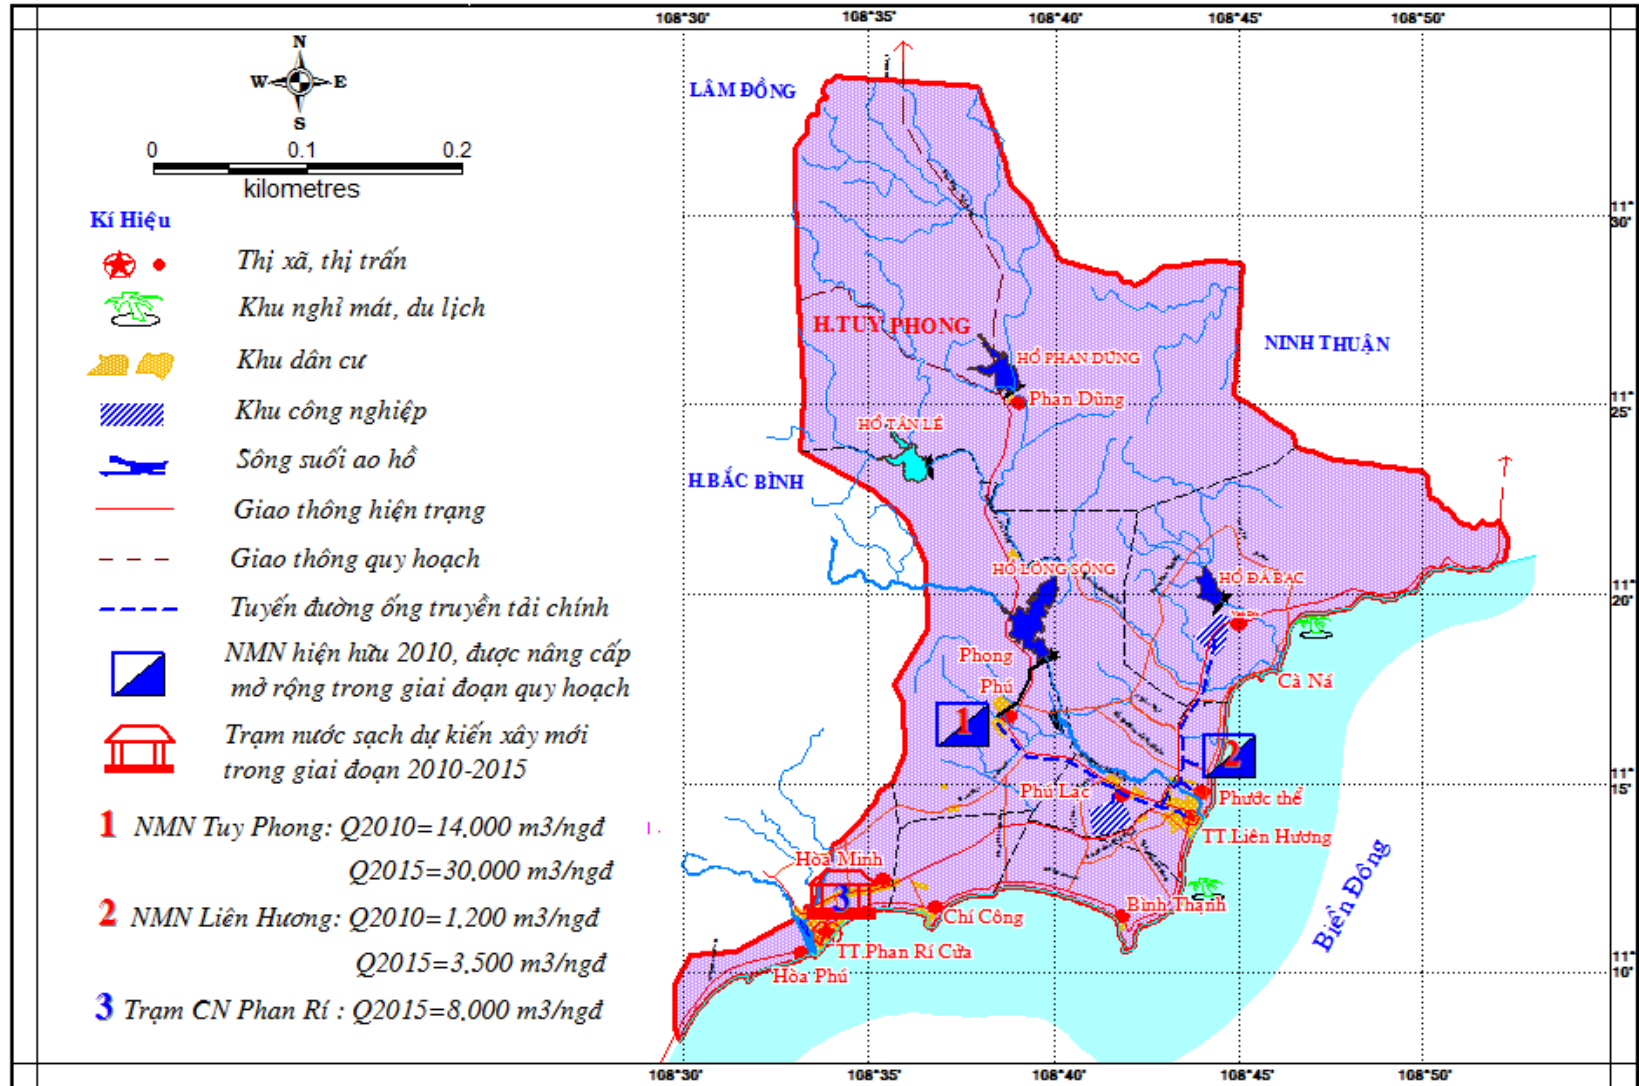 108°30' 108°35' 108°40' 108°45' 108°50'
N
W E
S
0 0.1 0.2
kilometres
Kí Hiệu
Thị xã, thị trấn
Khu nghỉ mát, du lịch
Khu dân cư
Khu công nghiệp
Sông suối ao hồ
Giao thông hiện trạng
Giao thông quy hoạch
Tuyến đường ống truyền tải chính
NMN hiện hữu 2010, được nâng cấp
mở rộng trong giai đoạn quy hoạch
Trạm nước sạch dự kiến xây mới
trong giai đoạn 2010-2015
1 NMN Tuy Phong: Q2010=14.000 m3/ngđ
Q2015=30,000 m3/ngđ
2 NMN Liên Hương: Q2010=1,200 m3/ngđ
Q2015=3,500 m3/ngđ
3 Trạm CN Phan Rí : Q2015=8,000 m3/ngđ
LÂM ĐỒNG
11°
30'
H.TUY PHONG
NINH THUẬN
HỒ PHAN DŨNG
Phan Dũng
11°
25'
HỒ TÂN LÊ
H.BẮC BÌNH
HỒ LÒNG SÔNG
HỒ ĐÁ BẠC
11°
20'
Phong
Phú
Cà Ná
1
2
11°
15'
Phú Lạc
Phước thể
TT.Liên Hương
Hòa Minh
3
Chí Công
Bình Thạnh
Biển Đông
TT.Phan Rí Cửa
Hòa Phú
11°
10'
108°30' 108°35' 108°40' 108°45' 108°50'